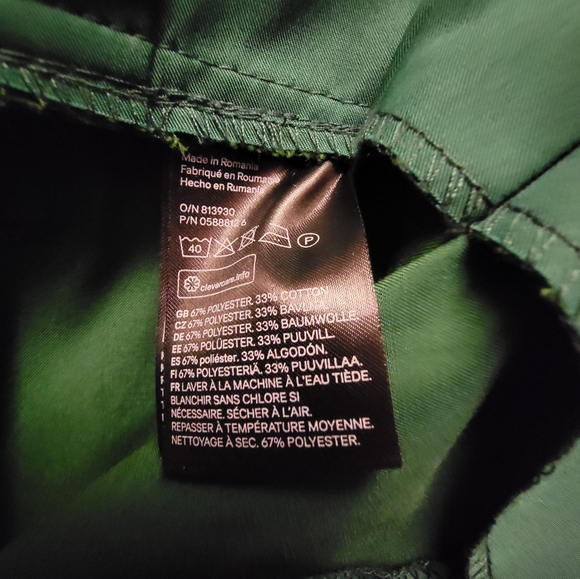 Made in Romania
Fabriqué en Roumanie
Hecho en Rumanía
O/N 813930
P/N 0588812
40
P
clevercare.info
GB 67% POLYESTER. 33% COTTON
CZ 67% POLYESTER. 33% BAVLNA
DE 67% POLYESTER. 33% BAUMWOLLE
EE 67% POLÜESTER. 33% PUUVILL
ES 67% poliéster. 33% ALGODÓN.
FI 67% POLYESTERIÄ. 33% PUUVILLAA.
FR LAVER À LA MACHINE À L'EAU TIÈDE.
BLANCHIR SANS CHLORE SI
NÉCESSAIRE. SÉCHER À L'AIR.
REPASSER À TEMPÉRATURE MOYENNE.
NETTOYAGE À SEC. 67% POLYESTER.